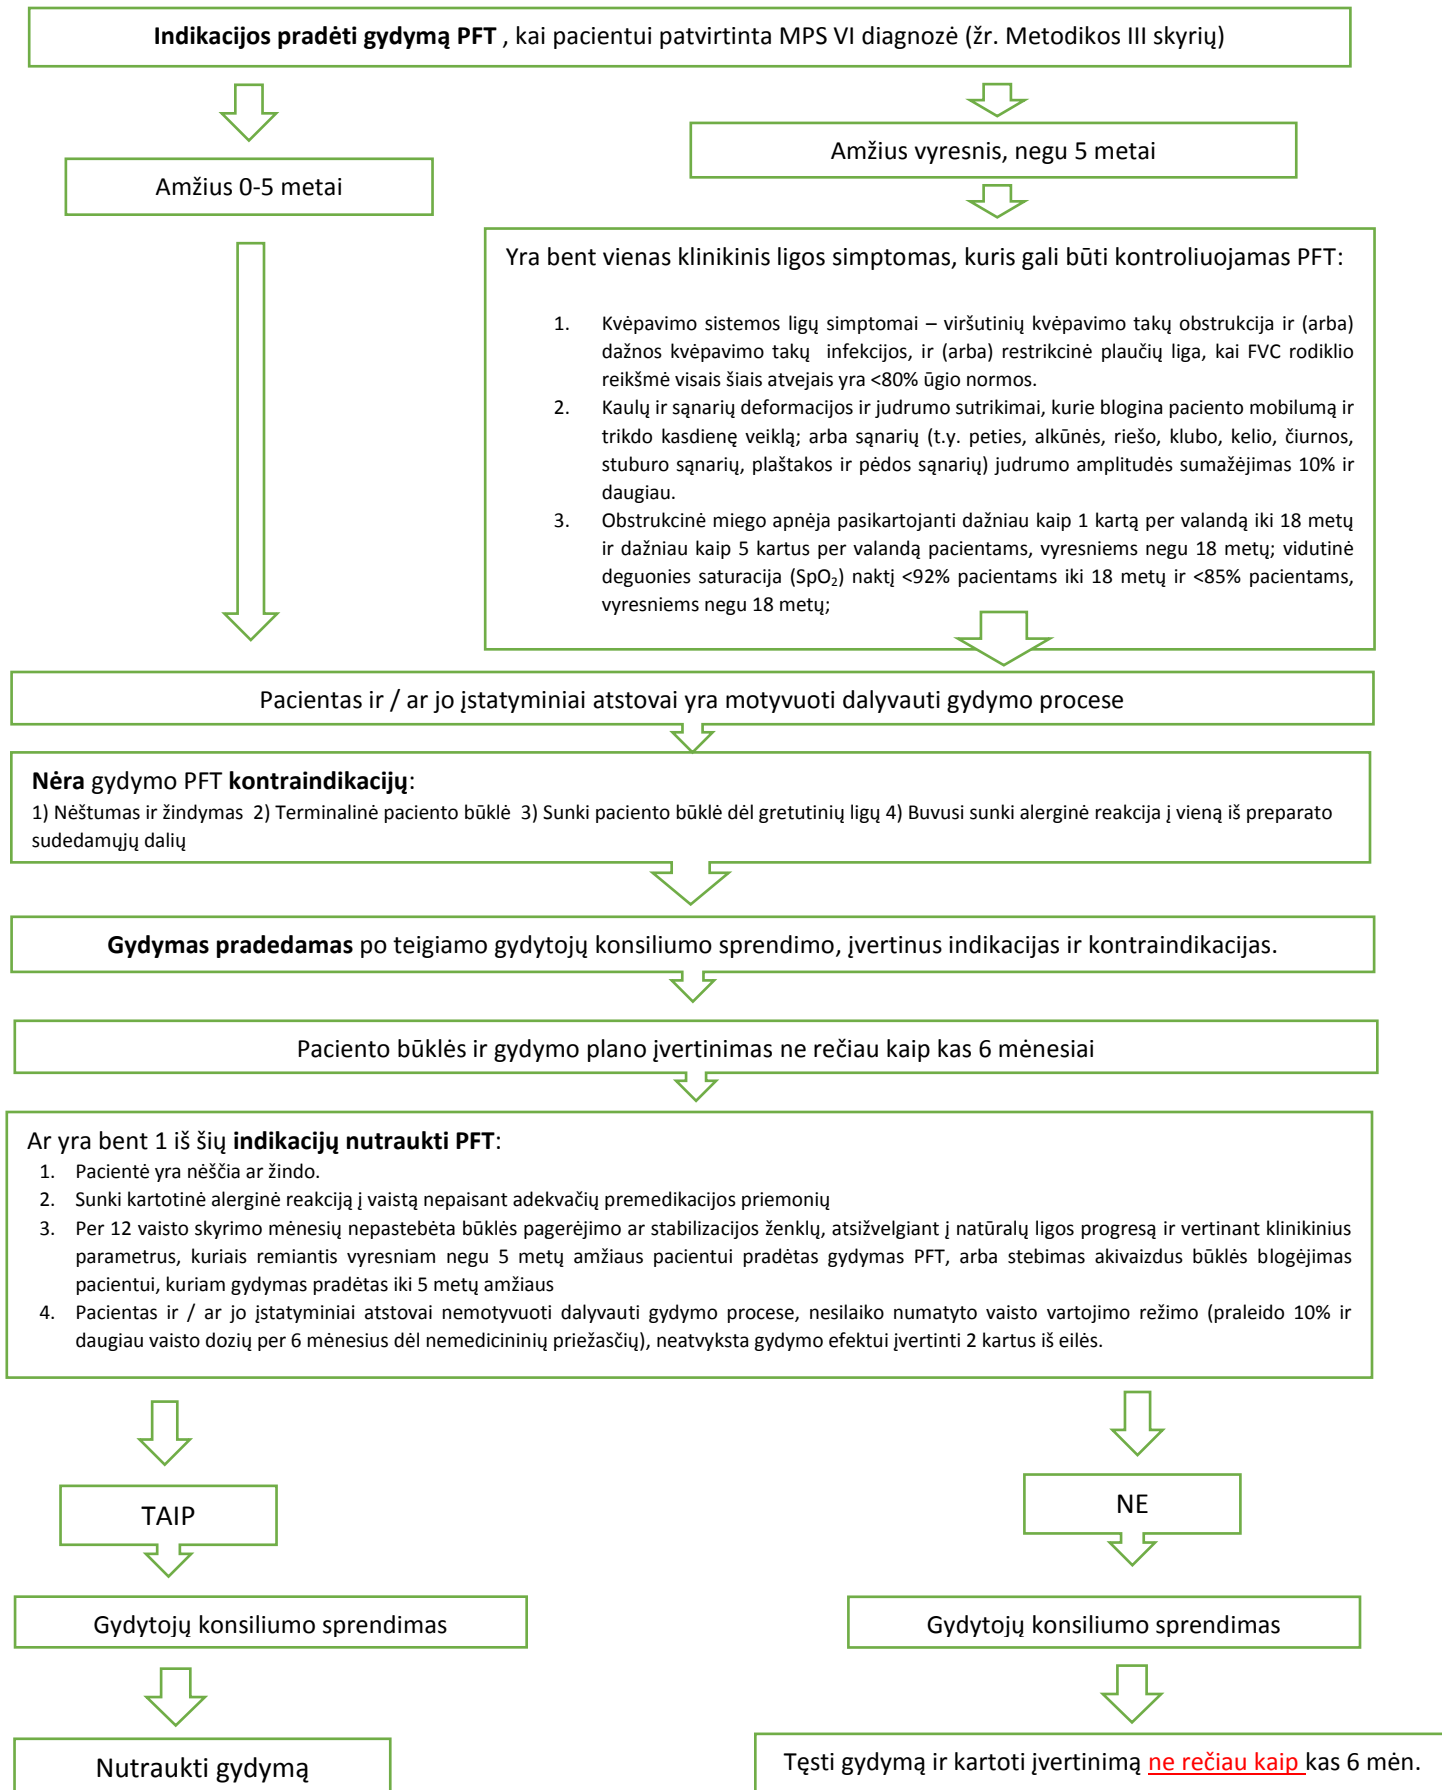 Indikacijos pradėti gydymą PFT , kai pacientui patvirtinta MPS VI diagnozė (žr. Metodikos III skyrių)
Amžius 0-5 metai
Amžius vyresnis, negu 5 metai
Yra bent vienas klinikinis ligos simptomas, kuris gali būti kontroliuojamas PFT:
1. Kvėpavimo sistemos ligų simptomai – viršutinių kvėpavimo takų obstrukcija ir (arba)
dažnos kvėpavimo takų infekcijos, ir (arba) restrikcinė plaučių liga, kai FVC rodiklio
reikšmė visais šiais atvejais yra <80% ūgio normos.
2. Kaulų ir sąnarių deformacijos ir judrumo sutrikimai, kurie blogina paciento mobilumą ir
trikdo kasdienę veiklą; arba sąnarių (t.y. peties, alkūnės, riešo, klubo, kelio, čiurnos,
stuburo sąnarių, plaštakos ir pėdos sąnarių) judrumo amplitudės sumažėjimas 10% ir
daugiau.
3. Obstrukcinė miego apnėja pasikartojanti dažniau kaip 1 kartą per valandą iki 18 metų
ir dažniau kaip 5 kartus per valandą pacientams, vyresniems negu 18 metų; vidutinė
deguonies saturacija (SpO₂) naktį <92% pacientams iki 18 metų ir <85% pacientams,
vyresniems negu 18 metų;
Pacientas ir / ar jo įstatyminiai atstovai yra motyvuoti dalyvauti gydymo procese
Nėra gydymo PFT kontraindikacijų:
1) Nėštumas ir žindymas 2) Terminalinė paciento būklė 3) Sunki paciento būklė dėl gretutinių ligų 4) Buvusi sunki alerginė reakcija į vieną iš preparato
sudedamųjų dalių
Gydymas pradedamas po teigiamo gydytojų konsiliumo sprendimo, įvertinus indikacijas ir kontraindikacijas.
Paciento būklės ir gydymo plano įvertinimas ne rečiau kaip kas 6 mėnesiai
Ar yra bent 1 iš šių indikacijų nutraukti PFT:
1. Pacientė yra nėščia ar žindo.
2. Sunki kartotinė alerginė reakciją į vaistą nepaisant adekvačių premedikacijos priemonių
3. Per 12 vaisto skyrimo mėnesių nepastebėta būklės pagerėjimo ar stabilizacijos ženklų, atsižvelgiant į natūralų ligos progresą ir vertinant klinikinius
parametrus, kuriais remiantis vyresniam negu 5 metų amžiaus pacientui pradėtas gydymas PFT, arba stebimas akivaizdus būklės blogėjimas
pacientui, kuriam gydymas pradėtas iki 5 metų amžiaus
4. Pacientas ir / ar jo įstatyminiai atstovai nemotyvuoti dalyvauti gydymo procese, nesilaiko numatyto vaisto vartojimo režimo (praleido 10% ir
daugiau vaisto dozių per 6 mėnesius dėl nemedicininių priežasčių), neatvyksta gydymo efektui įvertinti 2 kartus iš eilės.
TAIP
NE
Gydytojų konsiliumo sprendimas
Gydytojų konsiliumo sprendimas
Nutraukti gydymą
Tęsti gydymą ir kartoti įvertinimą ne rečiau kaip kas 6 mėn.